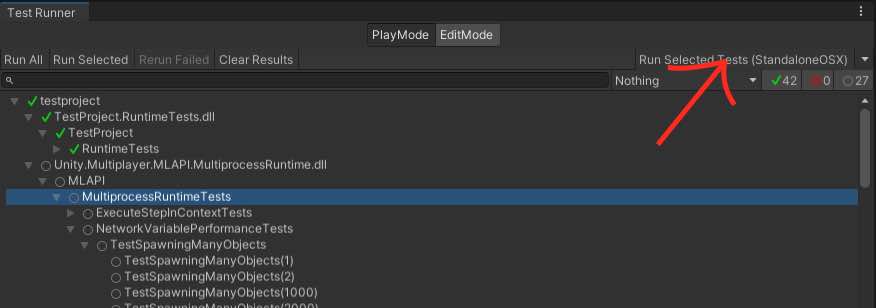 Test Runner
PlayMode EditMode
Run All Run Selected Rerun Failed Clear Results Run Selected Tests (StandaloneOSX)
Nothing 42 0 27
testproject
TestProject.RuntimeTests.dll
TestProject
RuntimeTests
Unity.Multiplayer.MLAPI.MultiprocessRuntime.dll
MLAPI
MultiprocessRuntimeTests
ExecuteStepInContextTests
NetworkVariablePerformanceTests
TestSpawningManyObjects
TestSpawningManyObjects(1)
TestSpawningManyObjects(2)
TestSpawningManyObjects(1000)
TestSpawningManyObjects(2000)